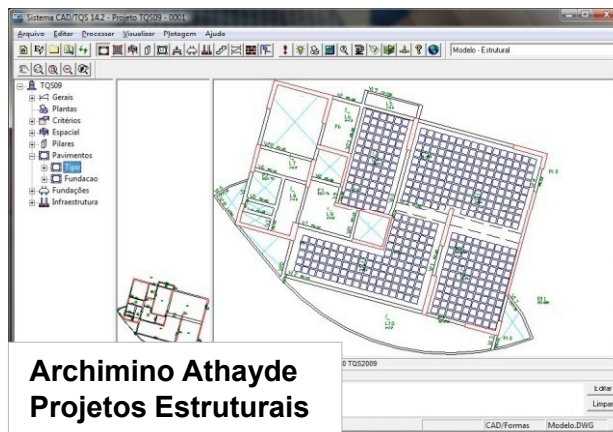 Sistema CAD/TQS 14.2 - Projeto TQS09 - 0001
Arquivo Editar Processar Visualizar Plotagem Ajuda
Modelo - Estrutural
TQS09
Gerais
Plantas
Critérios
Espacial
Pilares
Pavimentos
Tipo
Fundacao
Fundações
Infraestrutura
0 TQS2009
Archimino Athayde
Projetos Estruturais
Editar
Limpar
CAD/Formas Modelo.DWG